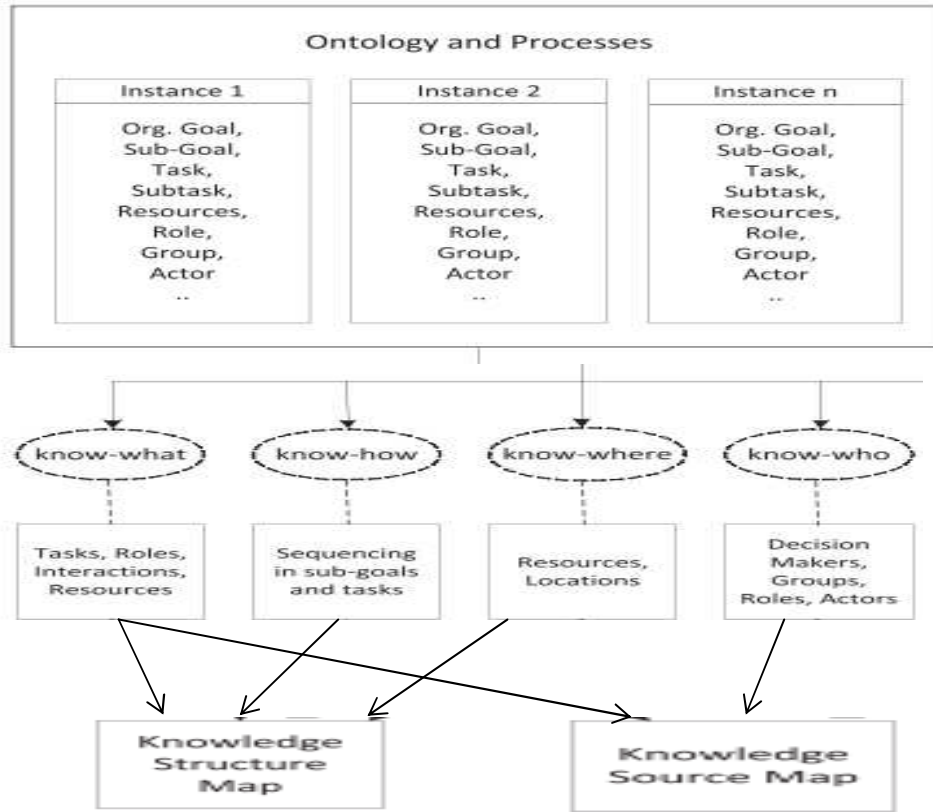 Ontology and Processes
Instance 1
Org. Goal,
Sub-Goal,
Task,
Subtask,
Resources,
Role,
Group,
Actor
..
Instance 2
Org. Goal,
Sub-Goal,
Task,
Subtask,
Resources,
Role,
Group,
Actor
..
Instance n
Org. Goal,
Sub-Goal,
Task,
Subtask,
Resources,
Role,
Group,
Actor
..
know-what
know-how
know-where
know-who
Tasks, Roles,
Interactions,
Resources
Sequencing
in sub-goals
and tasks
Resources,
Locations
Decision
Makers,
Groups,
Roles, Actors
Knowledge
Structure
Map
Knowledge
Source Map